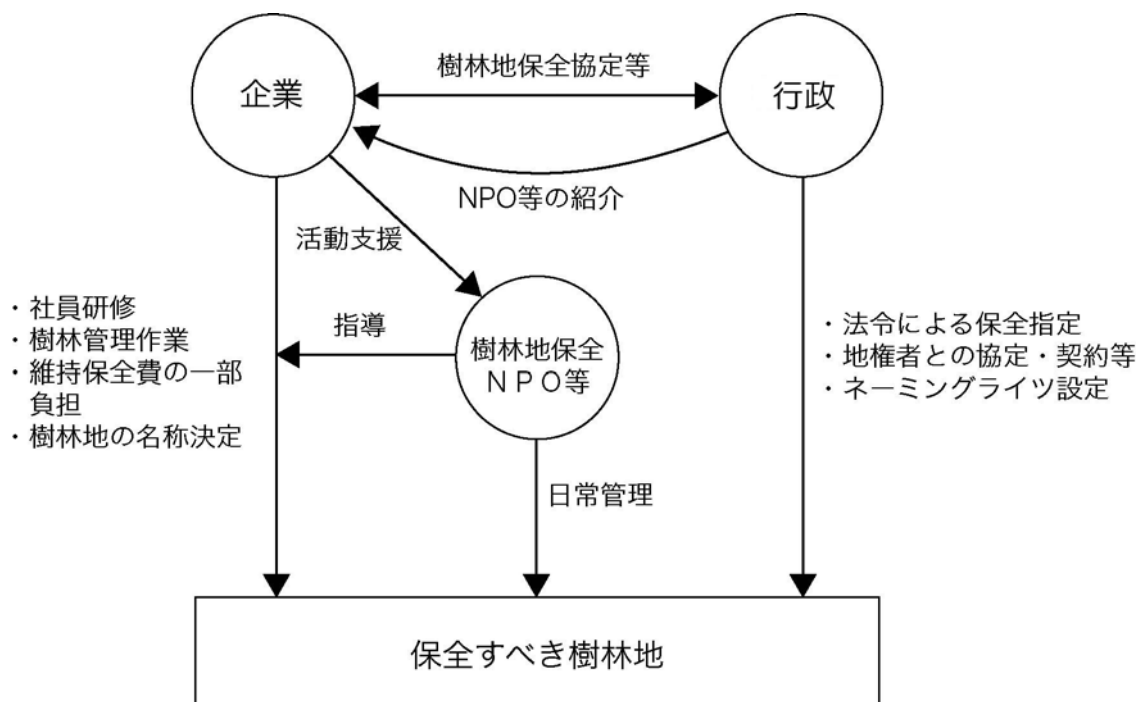 樹林地保全協定等
企業
行政
NPO等の紹介
活動支援
・社員研修
・樹林管理作業
・維持保全費の一部
負担
・樹林地の名称決定
指導
樹林地保全
ＮＰＯ等
・法令による保全指定
・地権者との協定・契約等
・ネーミングライツ設定
日常管理
保全すべき樹林地